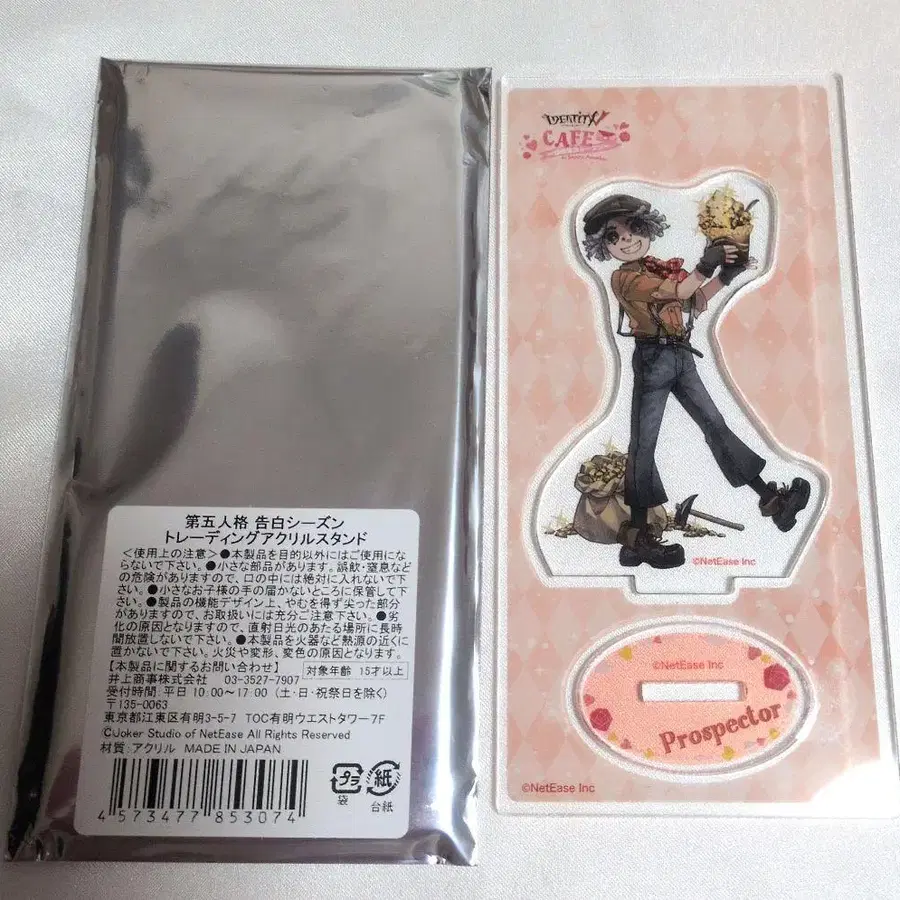 第五人格 告白シーズン
トレーディングアクリルスタンド
＜使用上の注意＞●本製品を目的以外にはご使用にな
らないで下さい。●小さな部品があります。誤飲・窒息など
の危険がありますので、口の中には絶対に入れないで下
さい。●小さなお子様の手の届かないところに保管して下
さい。●製品の機能デザイン上、やむを得ず尖った部分
がありますので、お取扱いには充分ご注意下さい。●劣
化の原因となりますので、直射日光のあたる場所に長時
間放置しないで下さい。●本製品を火器など熱源の近くに
置かないで下さい。火災や変形、変色の原因となります。
【本製品に関するお問い合わせ】 対象年齢 15才以上
井上商事株式会社 03-3527-7907
受付時間:平日 10:00～17:00 (土・日・祝祭日を除く)
〒135-0063
東京都江東区有明3-5-7 TOC有明ウエストタワー7F
©Joker Studio of NetEase All Rights Reserved
材質:アクリル MADE IN JAPAN
4573477853074
プラ
袋
紙
台紙
IDENTITY V
CAFE
©NetEase Inc
©NetEase Inc
Prospector
©NetEase Inc